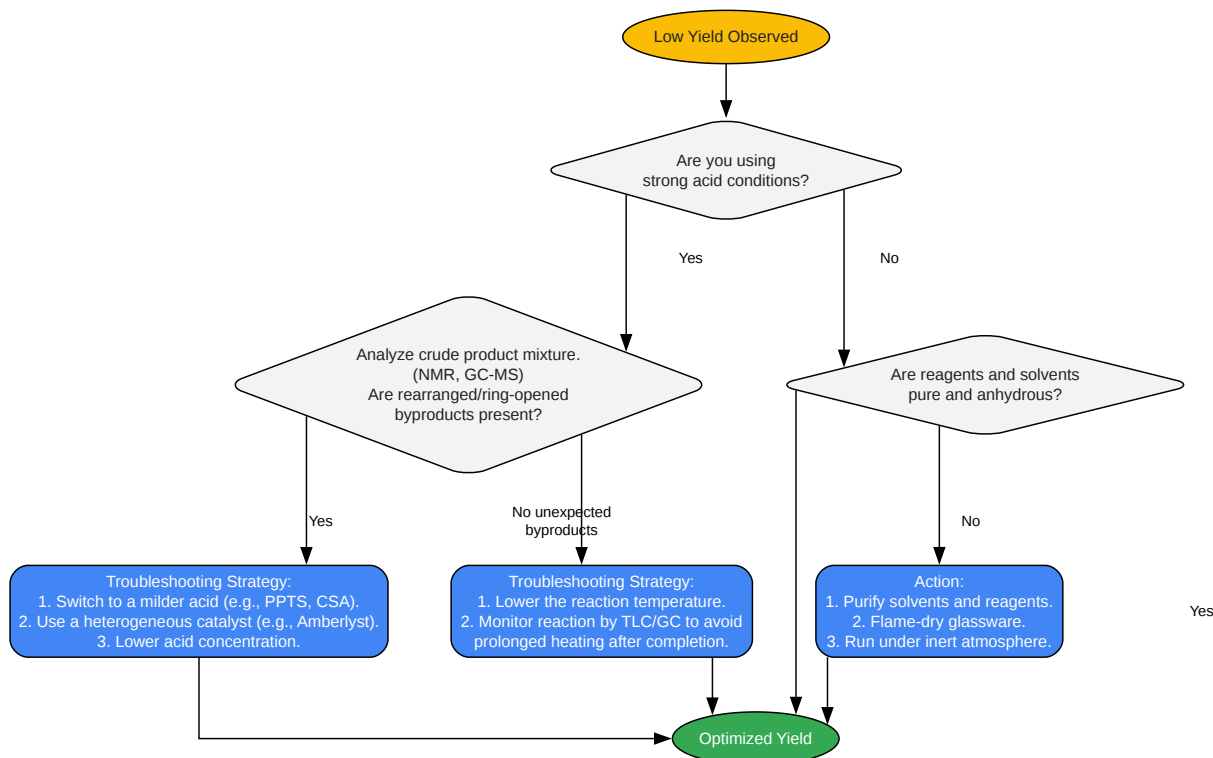 Low Yield Observed
Are you using
strong acid conditions?
Yes
No
Analyze crude product mixture.
(NMR, GC-MS)
Are rearranged/ring-opened
byproducts present?
Are reagents and solvents
pure and anhydrous?
Yes
No unexpected
byproducts
No
Troubleshooting Strategy:
1. Switch to a milder acid (e.g., PPTS, CSA).
2. Use a heterogeneous catalyst (e.g., Amberlyst).
3. Lower acid concentration.
Troubleshooting Strategy:
1. Lower the reaction temperature.
2. Monitor reaction by TLC/GC to avoid
prolonged heating after completion.
Action:
1. Purify solvents and reagents.
2. Flame-dry glassware.
3. Run under inert atmosphere.
Yes
Optimized Yield